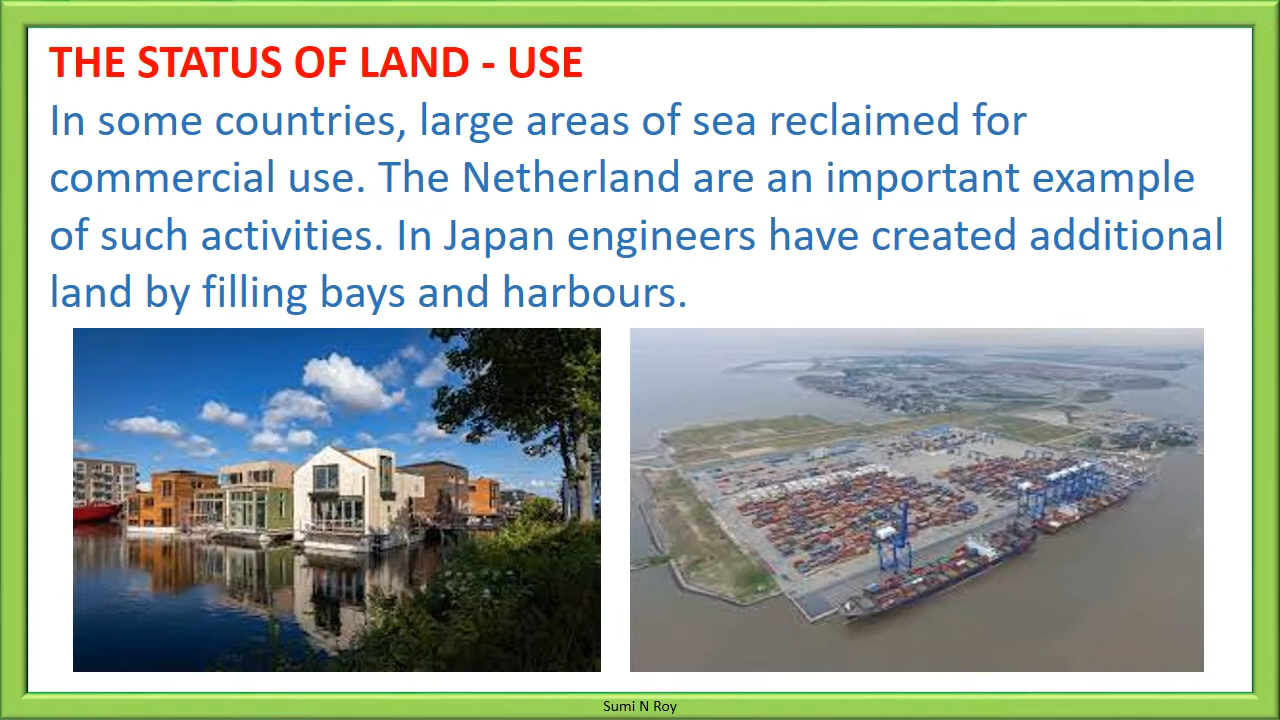 THE STATUS OF LAND - USE
In some countries, large areas of sea reclaimed for
commercial use. The Netherland are an important example
of such activities. In Japan engineers have created additional
land by filling bays and harbours.
Sumi N Roy